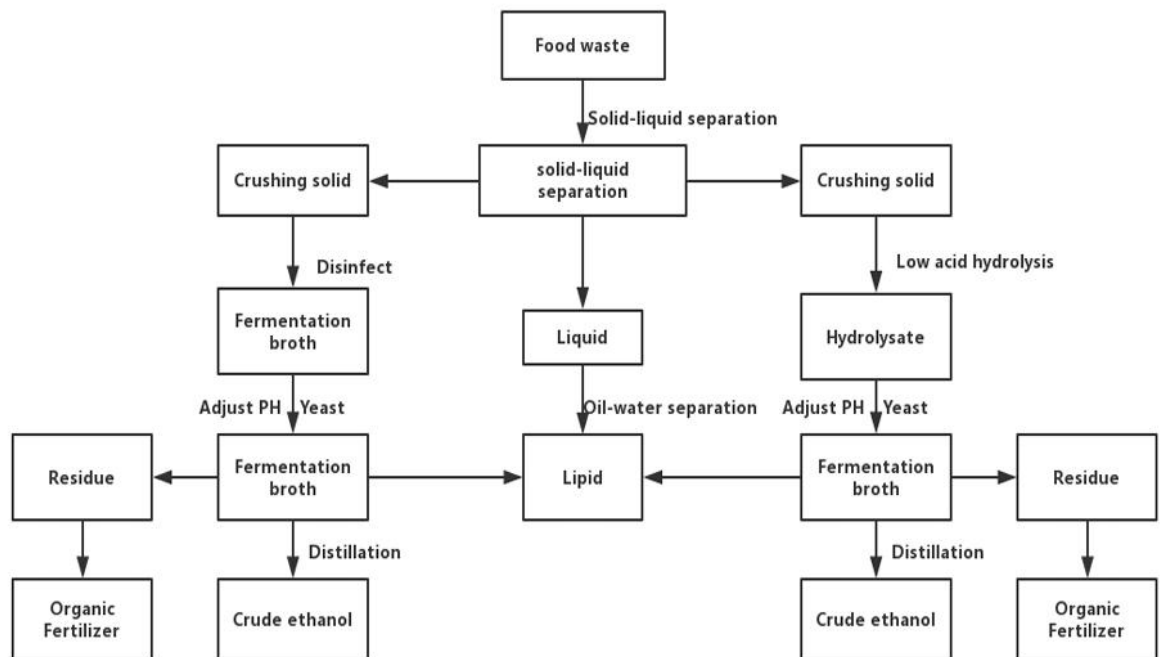 Food waste
Solid-liquid separation
Crushing solid
solid-liquid
separation
Crushing solid
Disinfect
Low acid hydrolysis
Fermentation
broth
Liquid
Hydrolysate
Adjust PH
Yeast
Oil-water separation
Adjust PH
Yeast
Residue
Fermentation
broth
Lipid
Fermentation
broth
Residue
Distillation
Distillation
Organic
Fertilizer
Crude ethanol
Crude ethanol
Organic
Fertilizer